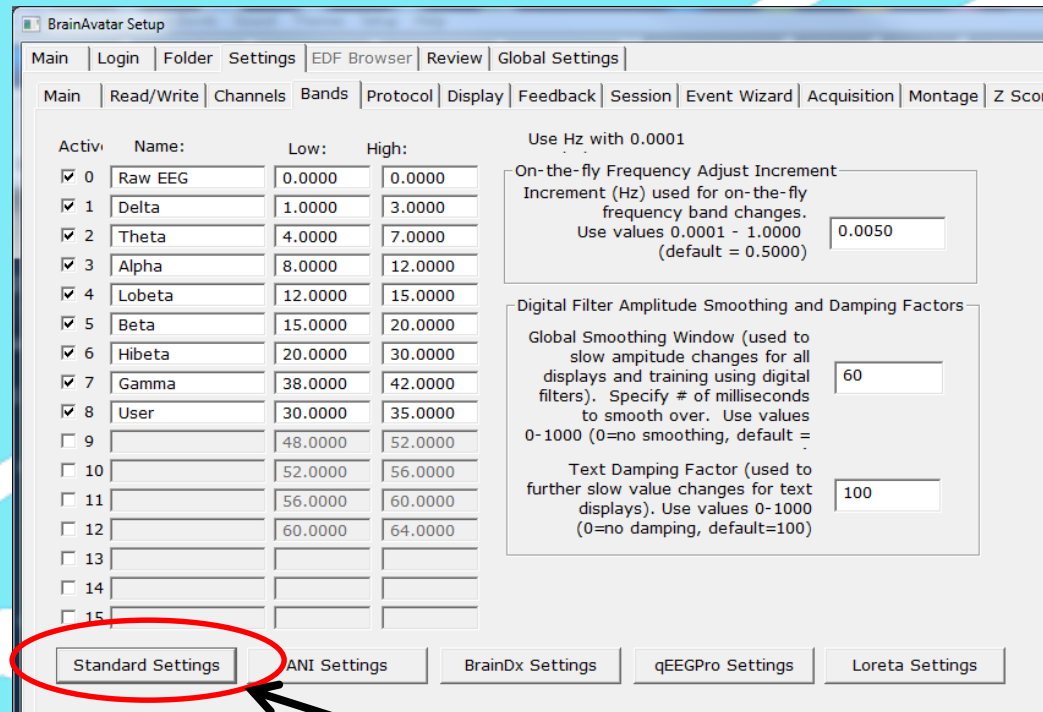 BrainAvatar Setup
Main Login Folder Settings EDF Browser Review Global Settings
Main Read/Write Channels Bands Protocol Display Feedback Session Event Wizard Acquisition Montage Z Scor
Activ Name: Low: High:
0 Raw EEG 0.0000 0.0000
1 Delta 1.0000 3.0000
2 Theta 4.0000 7.0000
3 Alpha 8.0000 12.0000
4 Lobeta 12.0000 15.0000
5 Beta 15.0000 20.0000
6 Hibeta 20.0000 30.0000
7 Gamma 38.0000 42.0000
8 User 30.0000 35.0000
9 48.0000 52.0000
10 52.0000 56.0000
11 56.0000 60.0000
12 60.0000 64.0000
13
14
15
Use Hz with 0.0001
On-the-fly Frequency Adjust Increment
Increment (Hz) used for on-the-fly
frequency band changes.
Use values 0.0001 - 1.0000
(default = 0.5000)
0.0050
Digital Filter Amplitude Smoothing and Damping Factors
Global Smoothing Window (used to
slow ampitude changes for all
displays and training using digital
filters). Specify # of milliseconds
to smooth over. Use values
0-1000 (0=no smoothing, default =
60
Text Damping Factor (used to
further slow value changes for text
displays). Use values 0-1000
(0=no damping, default=100)
100
Standard Settings ANI Settings BrainDx Settings qEEGPro Settings Loreta Settings